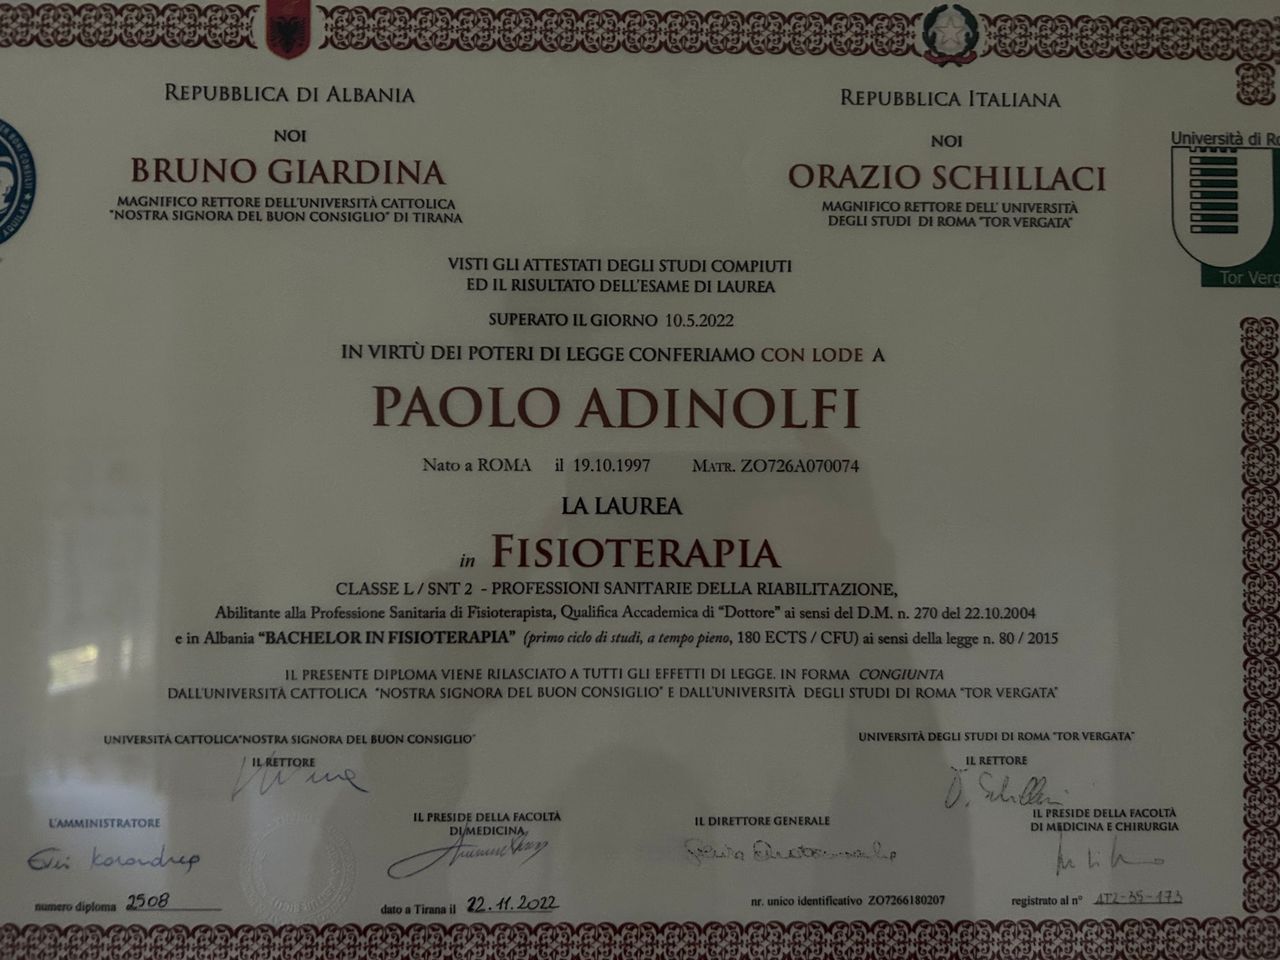 REPUBBLICA DI ALBANIA
NOI
BRUNO GIARDINA
MAGNIFICO RETTORE DELL'UNIVERSITÀ CATTOLICA
"NOSTRA SIGNORA DEL BUON CONSIGLIO" DI TIRANA
REPUBBLICA ITALIANA
NOI
ORAZIO SCHILLACI
MAGNIFICO RETTORE DELL' UNIVERSITÀ
DEGLI STUDI DI ROMA "TOR VERGATA"
Università di
Tor
VISTI GLI ATTESTATI DEGLI STUDI COMPIUTI
ED IL RISULTATO DELL'ESAME DI LAUREA
SUPERATO IL GIORNO 10.5.2022
IN VIRTÙ DEI POTERI DI LEGGE CONFERIAMO CON LODE A
PAOLO ADINOLFI
Nato a ROMA il 19.10.1997 MATR. ZO726A070074
LA LAUREA
in FISIOTERAPIA
CLASSE L / SNT 2 - PROFESSIONI SANITARIE DELLA RIABILITAZIONE,
Abilitante alla Professione Sanitaria di Fisioterapista, Qualifica Accademica di "Dottore" ai sensi del D.M. n. 270 del 22.10.2004
e in Albania "BACHELOR IN FISIOTERAPIA" (primo ciclo di studi, a tempo pieno, 180 ECTS / CFU) ai sensi della legge n. 80 / 2015
IL PRESENTE DIPLOMA VIENE RILASCIATO A TUTTI GLI EFFETTI DI LEGGE. IN FORMA CONGIUNTA
DALL'UNIVERSITÀ CATTOLICA "NOSTRA SIGNORA DEL BUON CONSIGLIO" E DALL'UNIVERSITÀ DEGLI STUDI DI ROMA "TOR VERGATA"
UNIVERSITÀ CATTOLICA"NOSTRA SIGNORA DEL BUON CONSIGLIO"
IL RETTORE
UNIVERSITÀ DEGLI STUDI DI ROMA "TOR VERGATA"
IL RETTORE
L'AMMINISTRATORE
IL PRESIDE DELLA FACOLTÀ
DI MEDICINA
IL DIRETTORE GENERALE
IL PRESIDE DELLA FACOLTÀ
DI MEDICINA E CHIRURGIA
numero diploma 2508
dato a Tirana il 22.11.2022
nr. unico identificativo ZO7266180207
registrato al n°